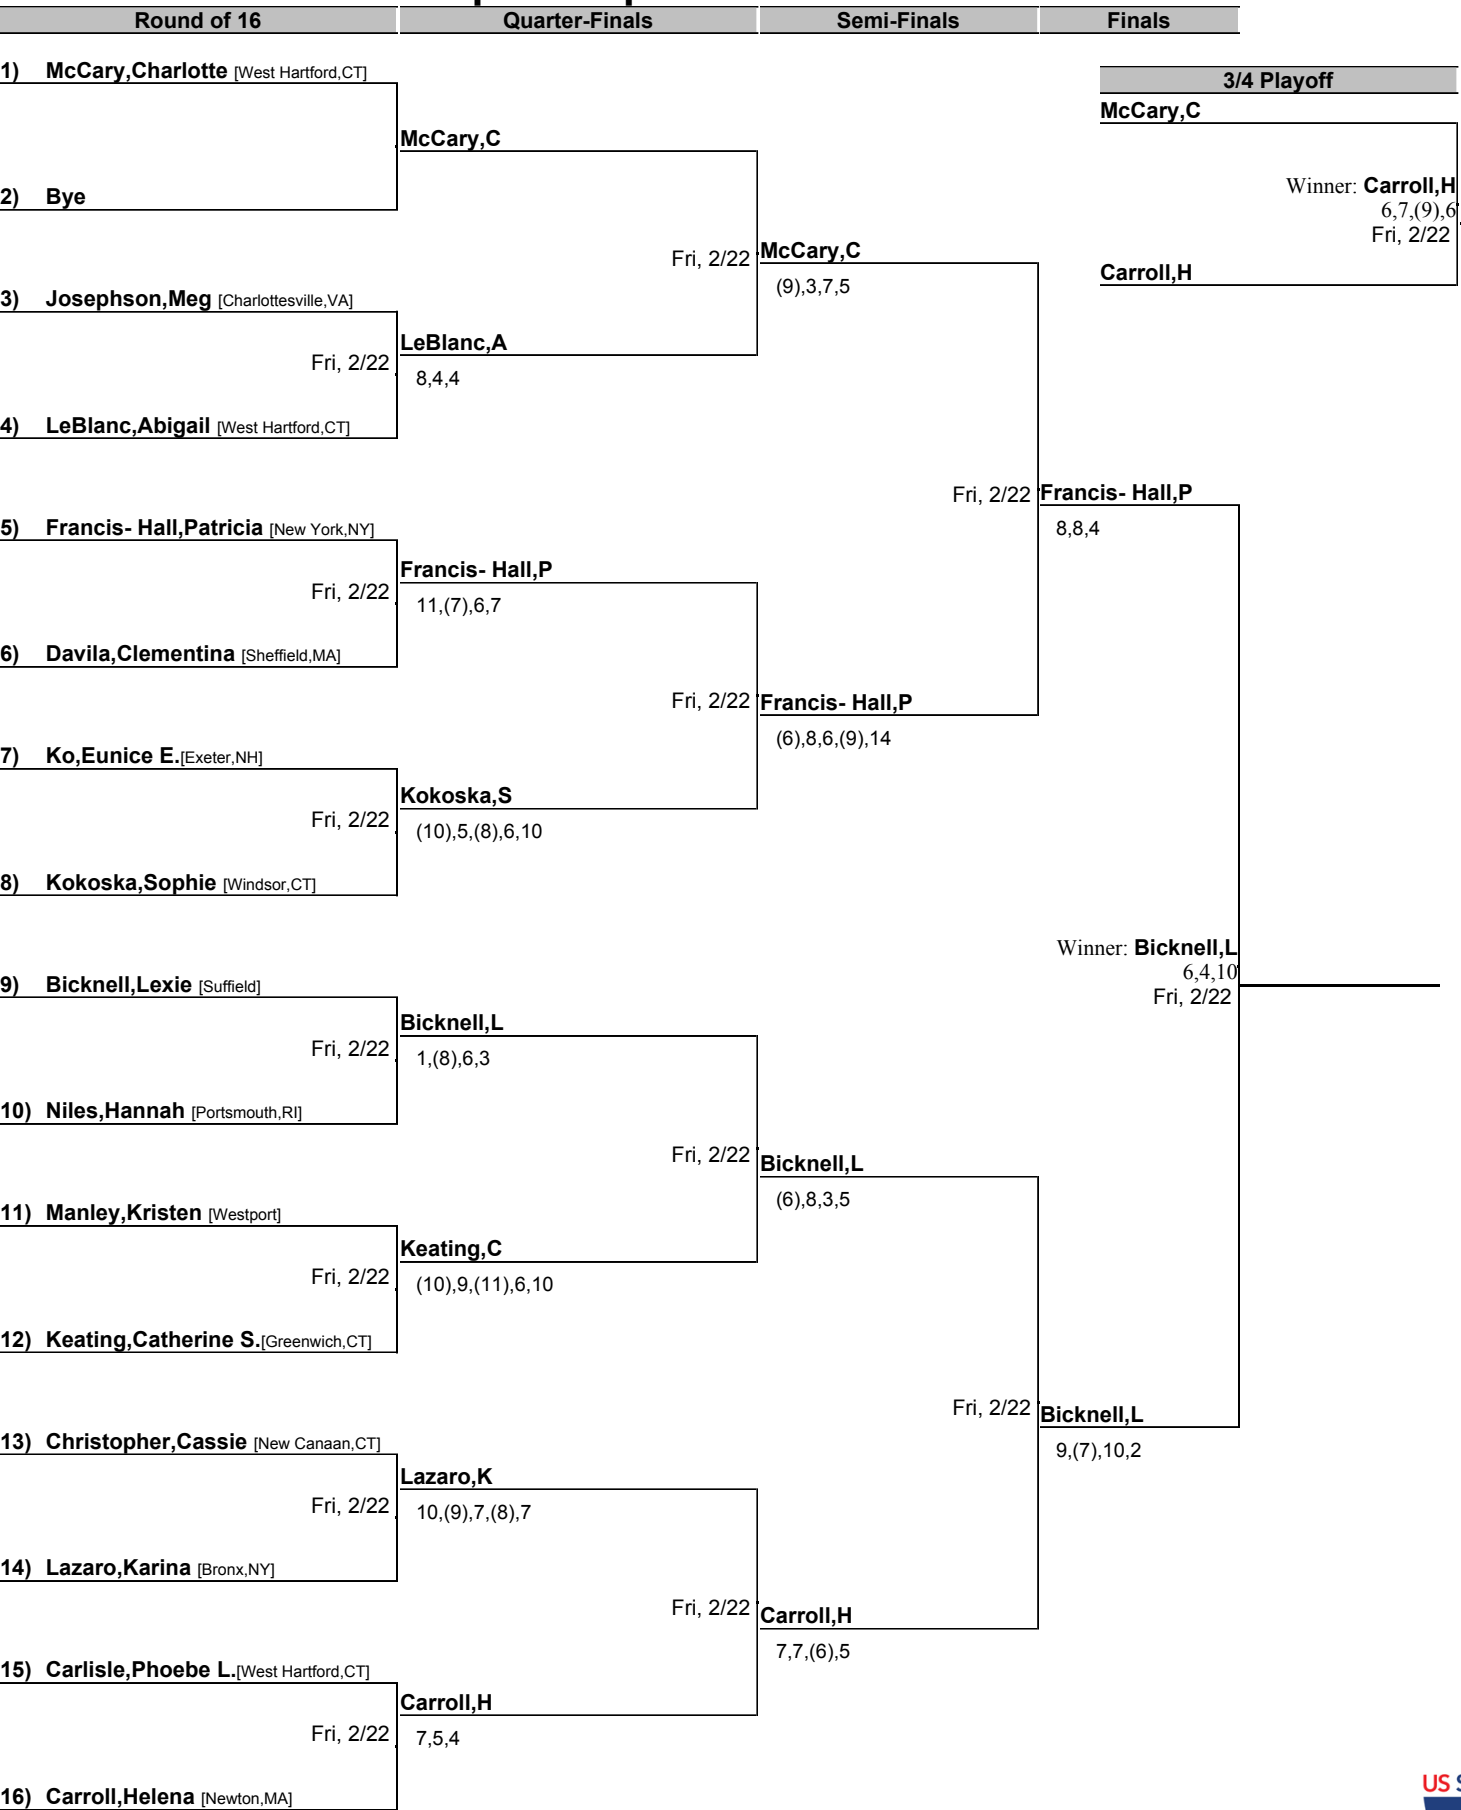 Round of 16
Quarter-Finals
Semi-Finals
Finals
1) McCary,Charlotte [West Hartford,CT]
3/4 Playoff
McCary,C
McCary,C
2) Bye
Winner: Carroll,H
6,7,(9),6
Fri, 2/22
Fri, 2/22
McCary,C
(9),3,7,5
Carroll,H
3) Josephson,Meg [Charlottesville,VA]
LeBlanc,A
Fri, 2/22
8,4,4
4) LeBlanc,Abigail [West Hartford,CT]
Fri, 2/22
Francis- Hall,P
8,8,4
5) Francis- Hall,Patricia [New York,NY]
Francis- Hall,P
Fri, 2/22
11,(7),6,7
6) Davila,Clementina [Sheffield,MA]
Fri, 2/22
Francis- Hall,P
(6),8,6,(9),14
7) Ko,Eunice E.[Exeter,NH]
Kokoska,S
Fri, 2/22
(10),5,(8),6,10
8) Kokoska,Sophie [Windsor,CT]
Winner: Bicknell,L
6,4,10
Fri, 2/22
9) Bicknell,Lexie [Suffield]
Bicknell,L
Fri, 2/22
1,(8),6,3
10) Niles,Hannah [Portsmouth,RI]
Fri, 2/22
Bicknell,L
(6),8,3,5
11) Manley,Kristen [Westport]
Keating,C
Fri, 2/22
(10),9,(11),6,10
12) Keating,Catherine S.[Greenwich,CT]
Fri, 2/22
Bicknell,L
9,(7),10,2
13) Christopher,Cassie [New Canaan,CT]
Lazaro,K
Fri, 2/22
10,(9),7,(8),7
14) Lazaro,Karina [Bronx,NY]
Fri, 2/22
Carroll,H
7,7,(6),5
15) Carlisle,Phoebe L.[West Hartford,CT]
Carroll,H
Fri, 2/22
7,5,4
16) Carroll,Helena [Newton,MA]
US